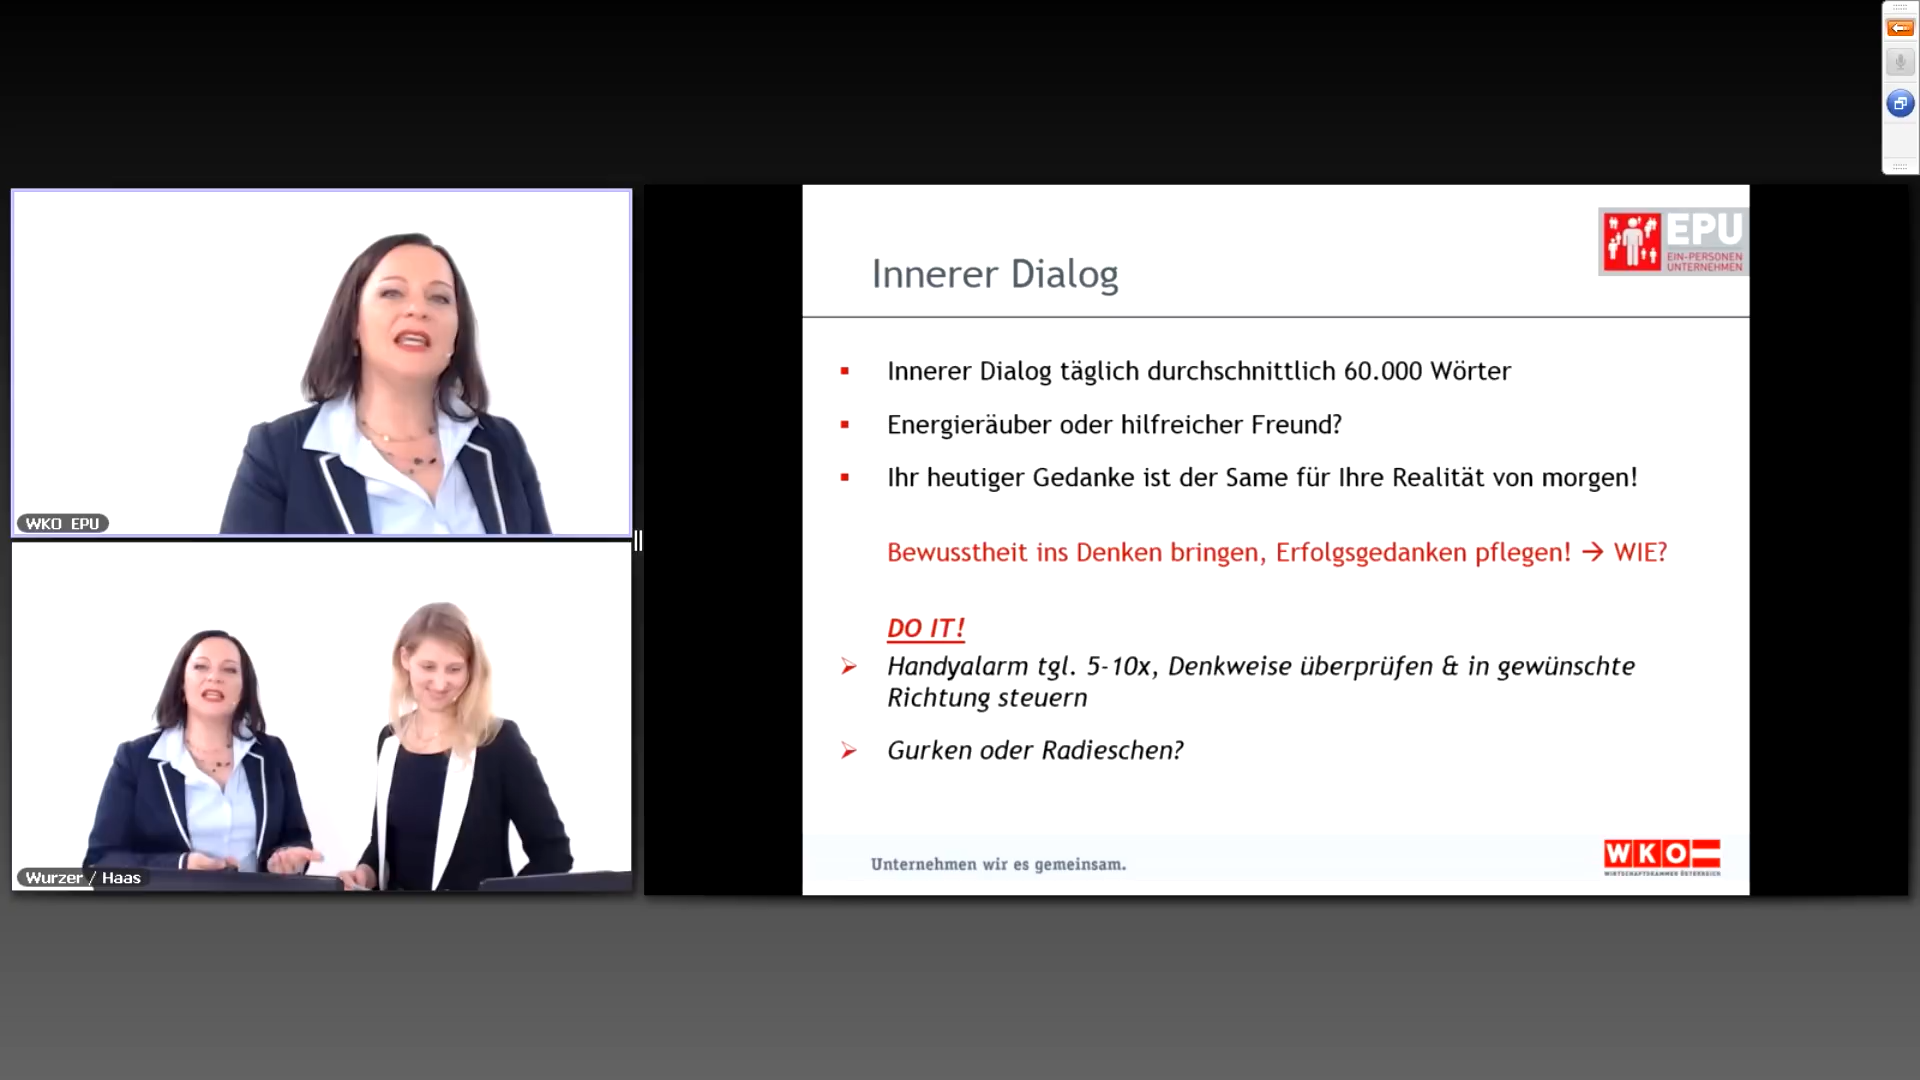 WKO EPU
Wurzer / Haas
EPU
EIN-PERSONEN
UNTERNEHMEN
Innerer Dialog
Innerer Dialog täglich durchschnittlich 60.000 Wörter
Energieräuber oder hilfreicher Freund?
Ihr heutiger Gedanke ist der Same für Ihre Realität von morgen!
Bewusstheit ins Denken bringen, Erfolgsgedanken pflegen! → WIE?
DO IT!
Handyalarm tgl. 5-10x, Denkweise überprüfen & in gewünschte
Richtung steuern
Gurken oder Radieschen?
Unternehmen wir es gemeinsam.
WKO
WIRTSCHAFTSKAMMER ÖSTERREICH